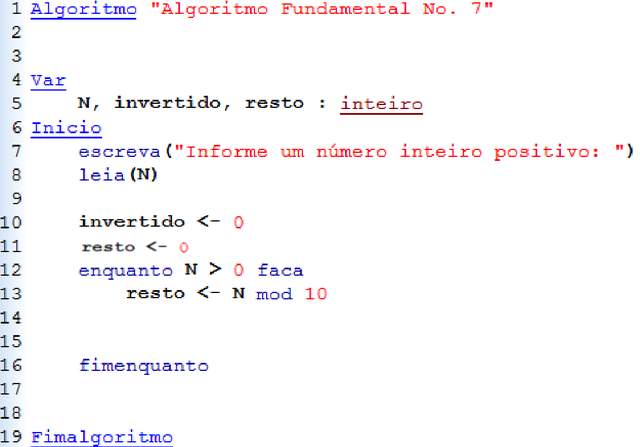 1 Algoritmo "Algoritmo Fundamental No. 7"
2
3
4 Var
5 N, invertido, resto : inteiro
6 Inicio
7 escreva("Informe um número inteiro positivo: ")
8 leia(N)
9
10 invertido <- 0
11 resto <- 0
12 enquanto N > 0 faca
13 resto <- N mod 10
14
15
16 fimenquanto
17
18
19 Fimalgoritmo